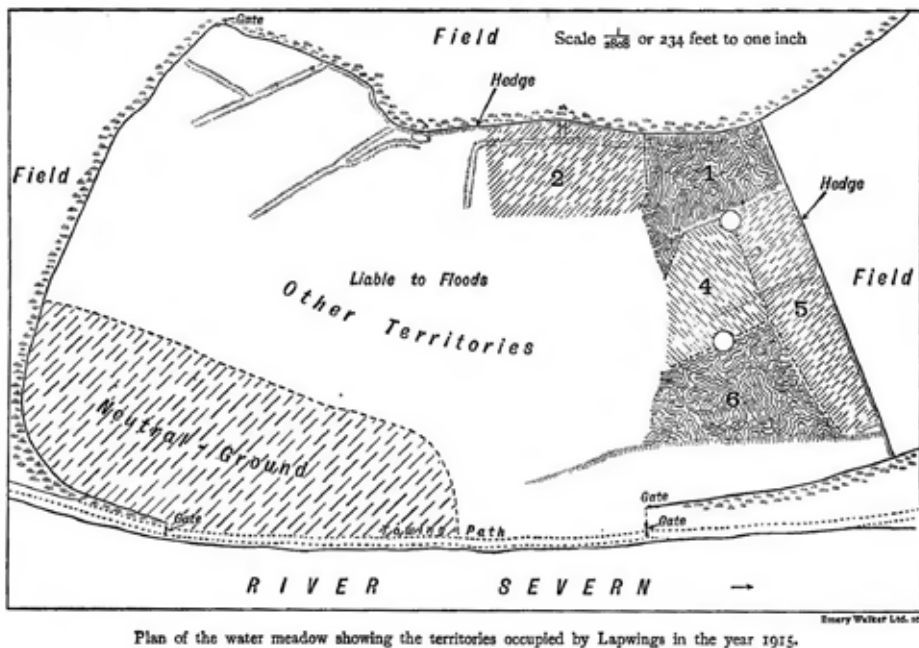 Gate
Field
Scale 1/2808 or 234 feet to one inch
Hedge
Field
1
2
Hedge
Liable to Floods
Field
4
5
Other Territories
6
Neutral - Ground
Gate
Gate
Gate
Towing Path
RIVER SEVERN →
Emery Walker Ltd.
Plan of the water meadow showing the territories occupied by Lapwings in the year 1915.